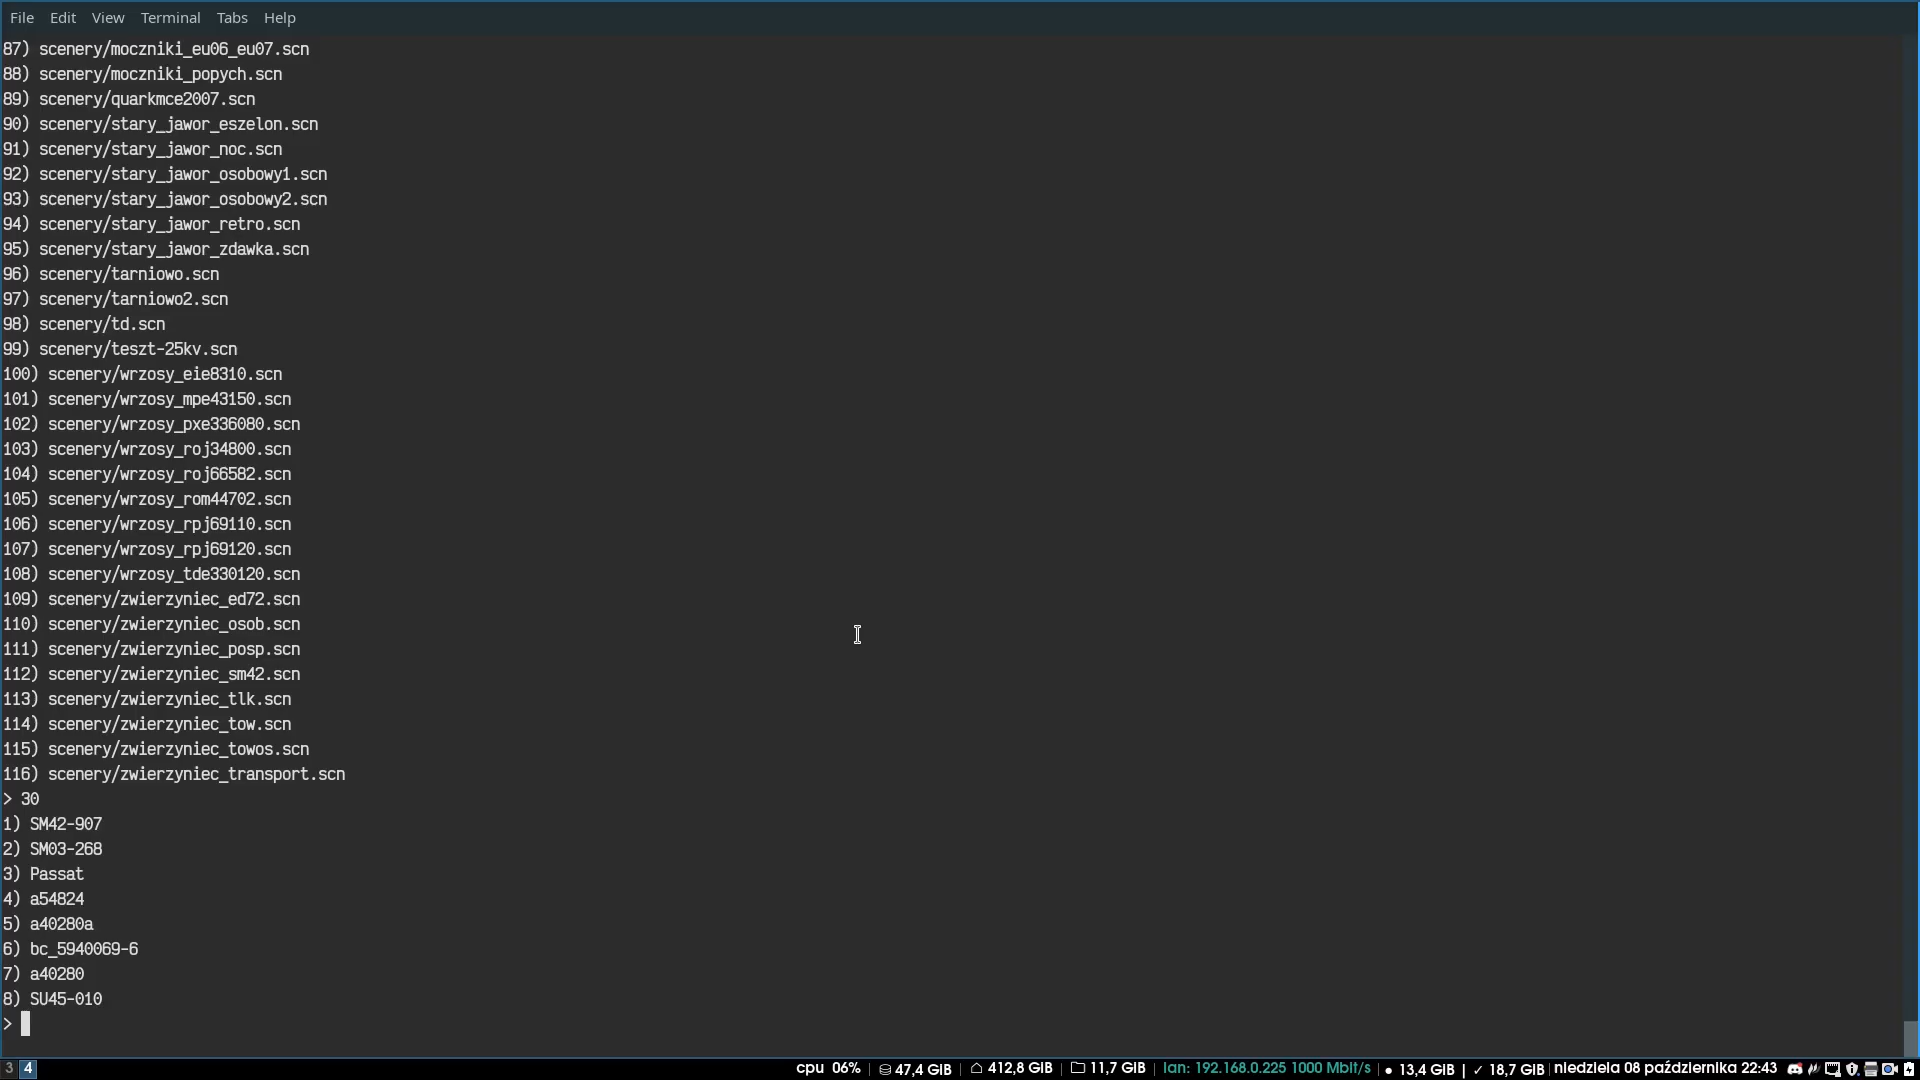 File Edit View Terminal Tabs Help
87) scenery/moczniki_eu06_eu07.scn
88) scenery/moczniki_popych.scn
89) scenery/quarkmce2007.scn
90) scenery/stary_jawor_eszelon.scn
91) scenery/stary_jawor_noc.scn
92) scenery/stary_jawor_osobowy1.scn
93) scenery/stary_jawor_osobowy2.scn
94) scenery/stary_jawor_retro.scn
95) scenery/stary_jawor_zdawka.scn
96) scenery/tarniowo.scn
97) scenery/tarniowo2.scn
98) scenery/td.scn
99) scenery/teszt-25kv.scn
100) scenery/wrzosy_eie8310.scn
101) scenery/wrzosy_mpe43150.scn
102) scenery/wrzosy_pxe336080.scn
103) scenery/wrzosy_roj34800.scn
104) scenery/wrzosy_roj66582.scn
105) scenery/wrzosy_rom44702.scn
106) scenery/wrzosy_rpj69110.scn
107) scenery/wrzosy_rpj69120.scn
108) scenery/wrzosy_tde330120.scn
109) scenery/zwierzyniec_ed72.scn
110) scenery/zwierzyniec_osob.scn
111) scenery/zwierzyniec_posp.scn
112) scenery/zwierzyniec_sm42.scn
113) scenery/zwierzyniec_tlk.scn
114) scenery/zwierzyniec_tow.scn
115) scenery/zwierzyniec_towos.scn
116) scenery/zwierzyniec_transport.scn
> 30
1) SM42-907
2) SM03-268
3) Passat
4) a54824
5) a40280a
6) bc_5940069-6
7) a40280
8) SU45-010
>
3 4 cpu 06% | 47,4 GIB | 412,8 GIB | 11,7 GIB | lan: 192.168.0.225 1000 Mbit/s | ● 13,4 GIB | ✓ 18,7 GIB | niedziela 08 października 22:43